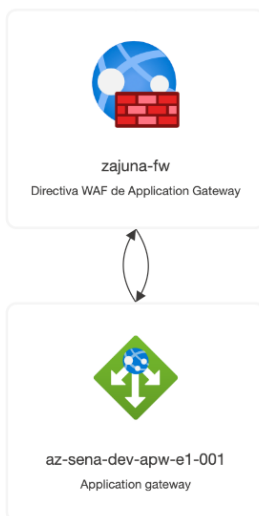 zajuna-fw
Directiva WAF de Application Gateway
az-sena-dev-apw-e1-001
Application gateway